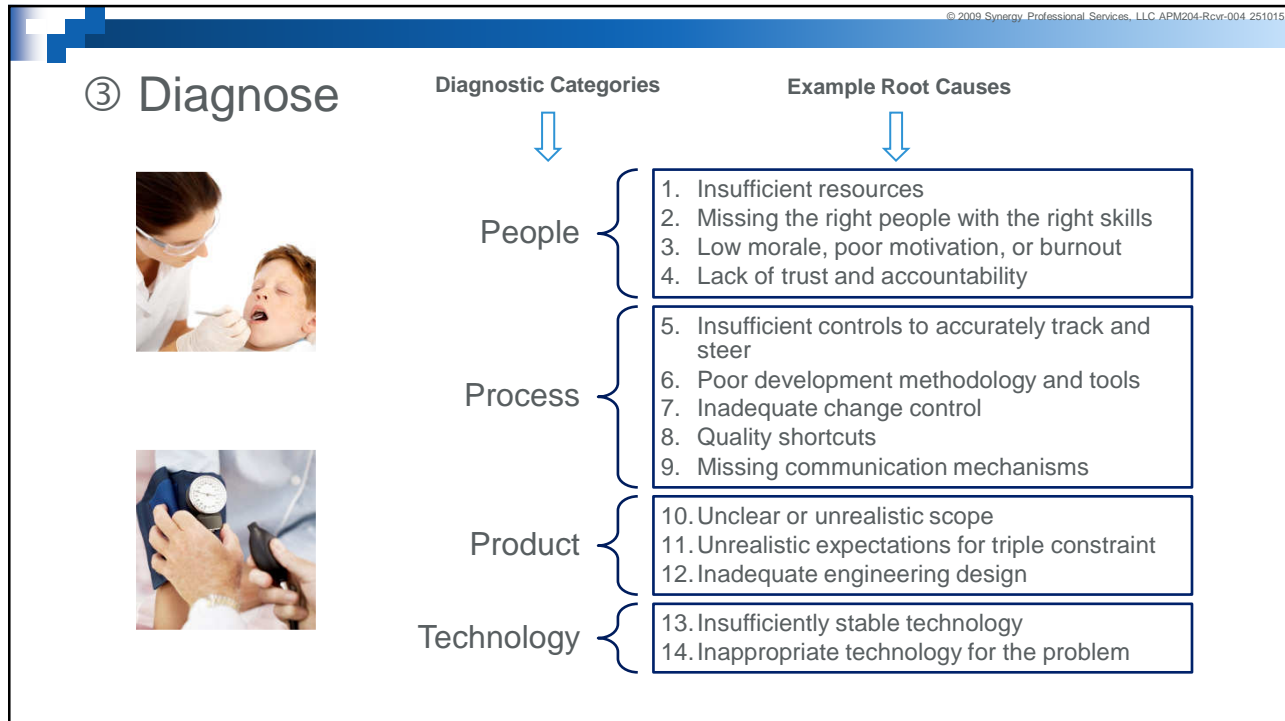 © 2009 Synergy Professional Services, LLC APM204-Rcvr-004 251015
③ Diagnose
Diagnostic Categories
Example Root Causes
People
1. Insufficient resources
2. Missing the right people with the right skills
3. Low morale, poor motivation, or burnout
4. Lack of trust and accountability
Process
5. Insufficient controls to accurately track and
steer
6. Poor development methodology and tools
7. Inadequate change control
8. Quality shortcuts
9. Missing communication mechanisms
Product
10. Unclear or unrealistic scope
11. Unrealistic expectations for triple constraint
12. Inadequate engineering design
Technology
13. Insufficiently stable technology
14. Inappropriate technology for the problem